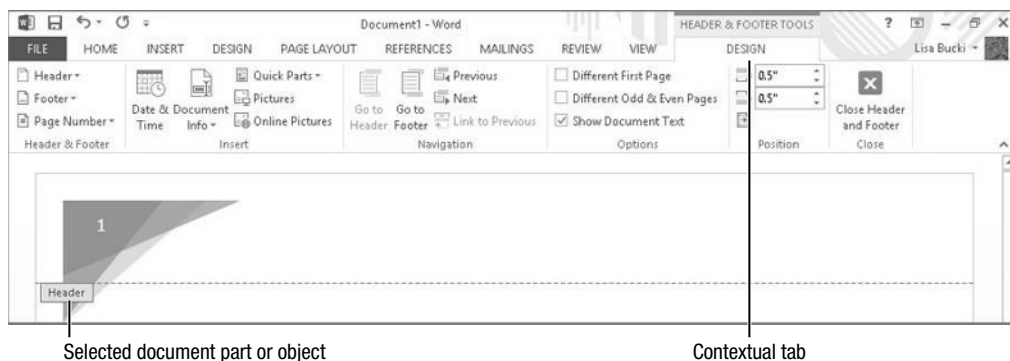 Document1 - Word
HEADER & FOOTER TOOLS
?
FILE HOME INSERT DESIGN PAGE LAYOUT REFERENCES MAILINGS REVIEW VIEW DESIGN Lisa Bucki
Header
Footer
Page Number
Header & Footer
Date & Time
Document Info
Quick Parts
Pictures
Online Pictures
Insert
Go to Header
Go to Footer
Previous
Next
Link to Previous
Navigation
Different First Page
Different Odd & Even Pages
Show Document Text
Options
0.5"
0.5"
Position
Close Header
and Footer
Close
1
Header
Selected document part or object
Contextual tab